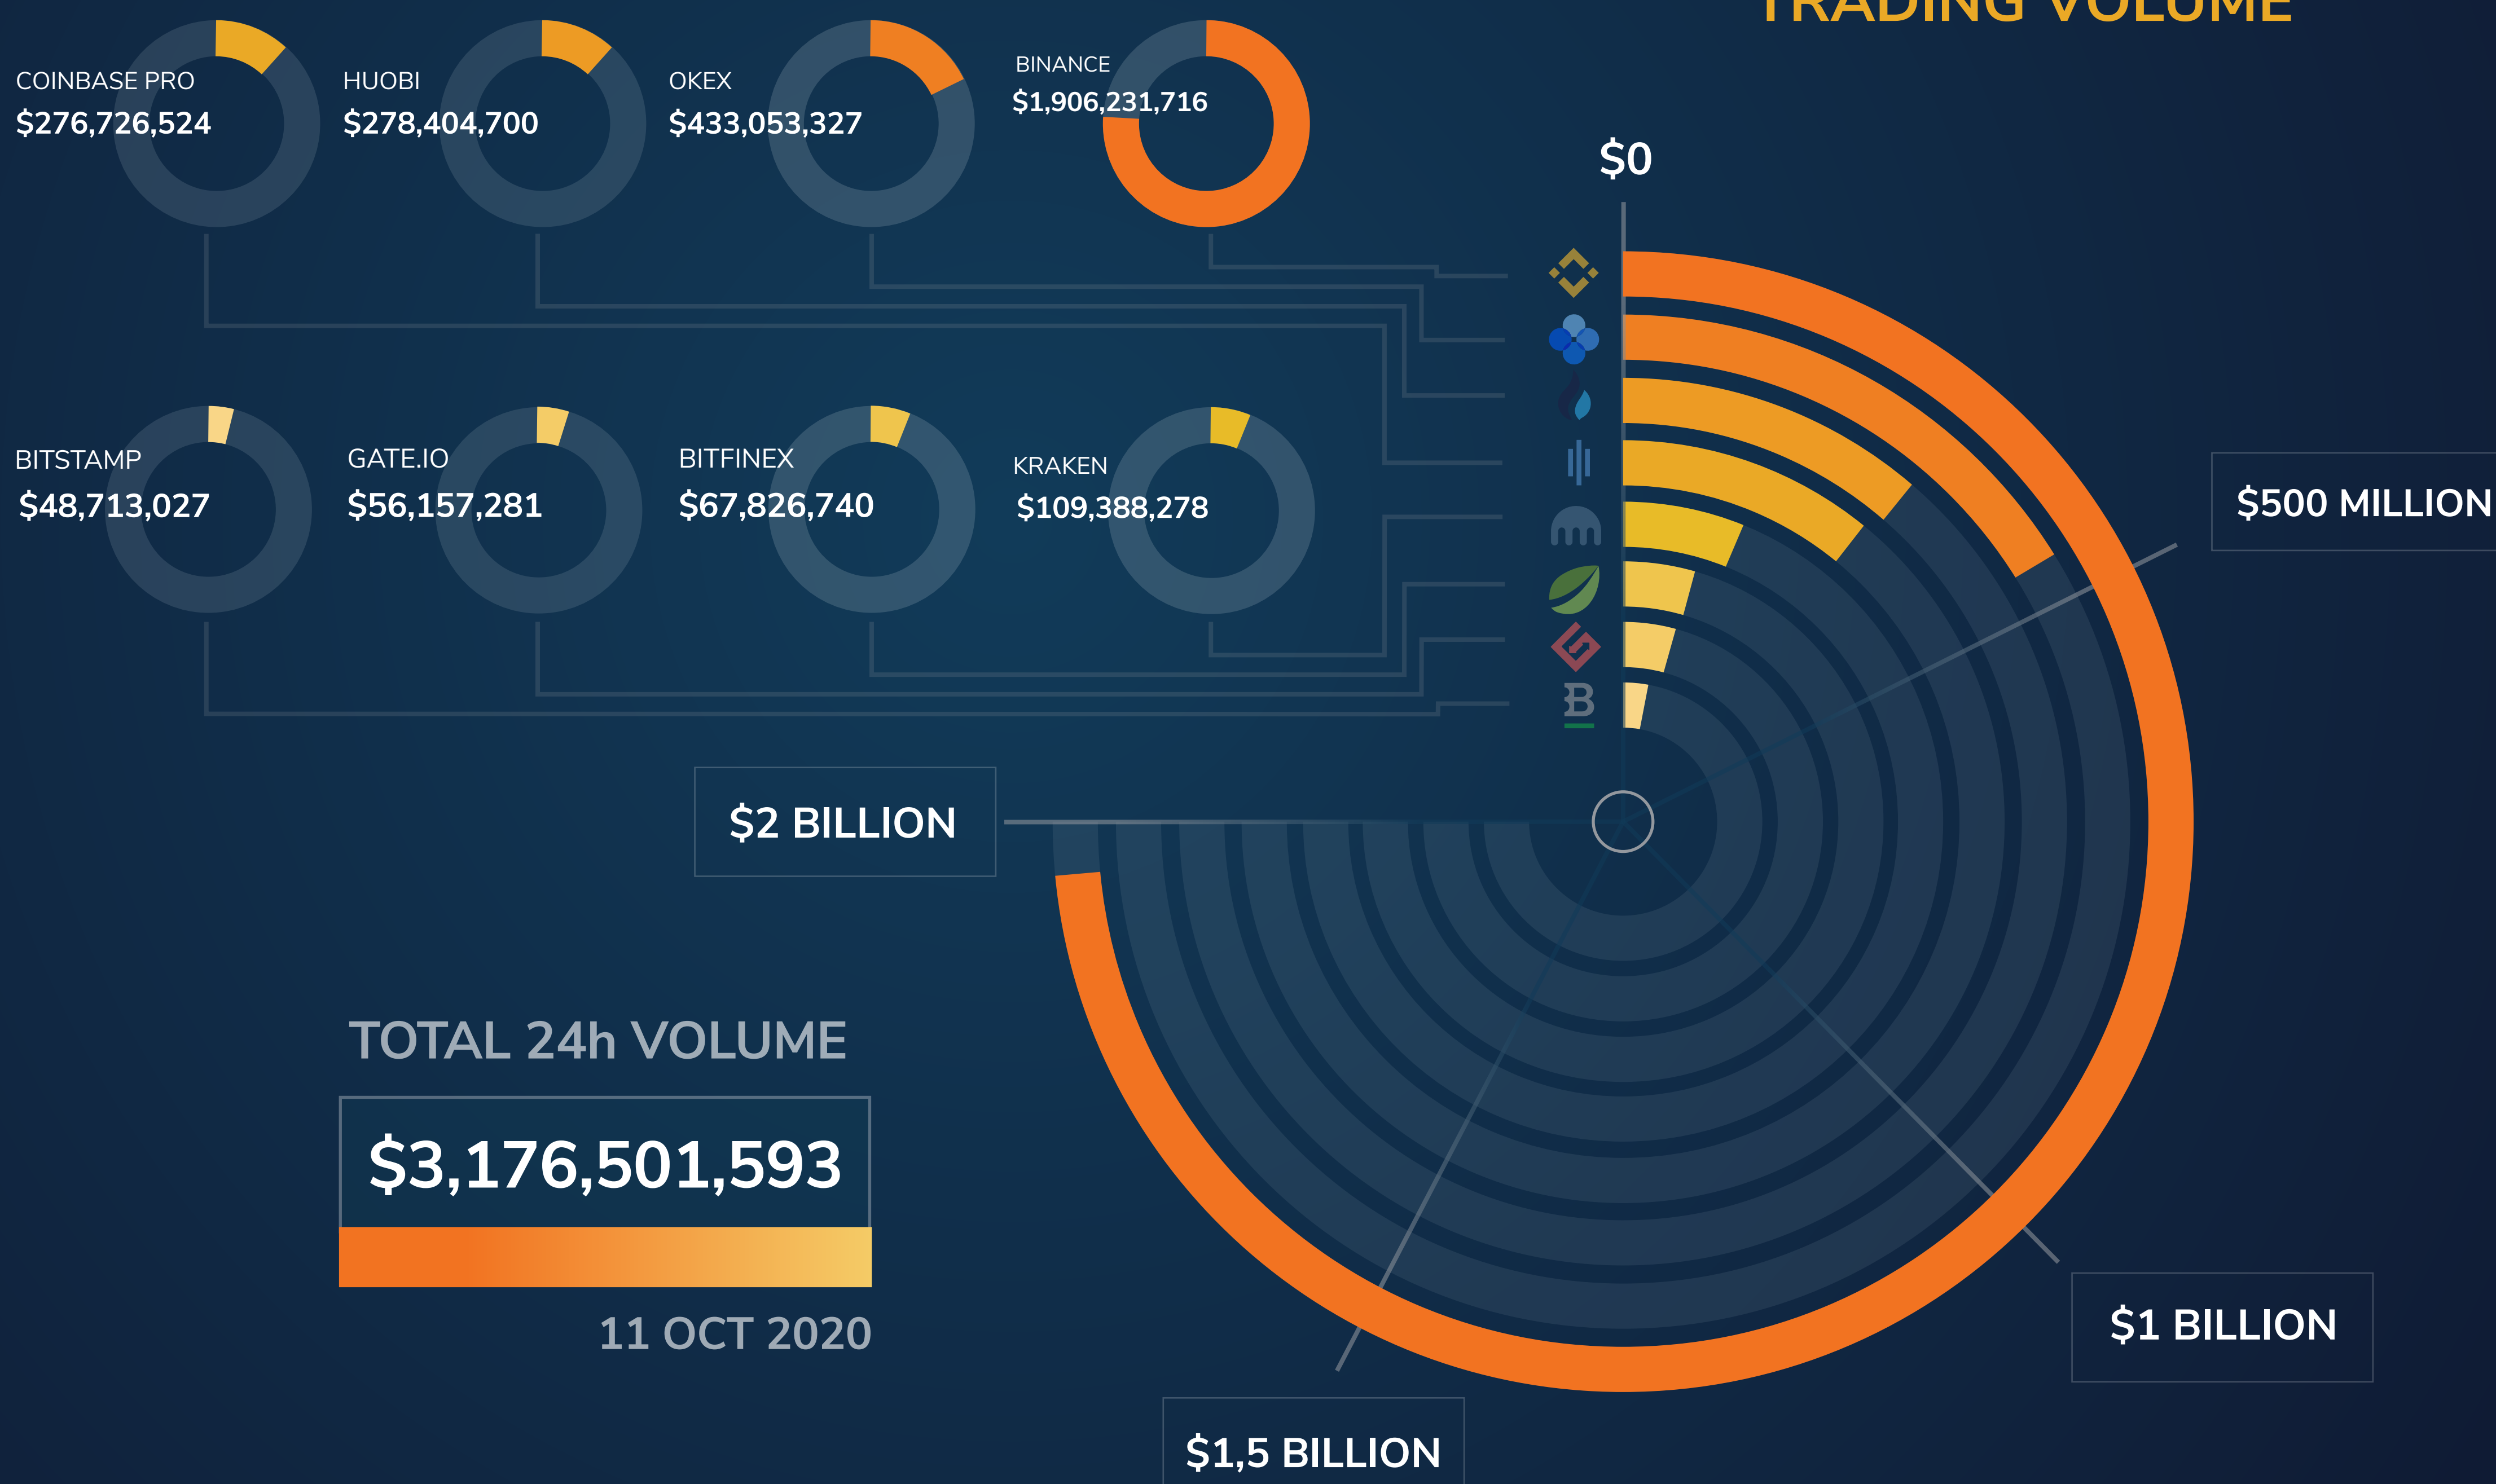 TRADING VOLUME
COINBASE PRO
$276,726,524
HUOBI
$278,404,700
OKEX
$433,053,327
BINANCE
$1,906,231,716
BITSTAMP
$48,713,027
GATE.IO
$56,157,281
BITFINEX
$67,826,740
KRAKEN
$109,388,278
$0
$500 MILLION
$1 BILLION
$1,5 BILLION
$2 BILLION
TOTAL 24h VOLUME
$3,176,501,593
11 OCT 2020